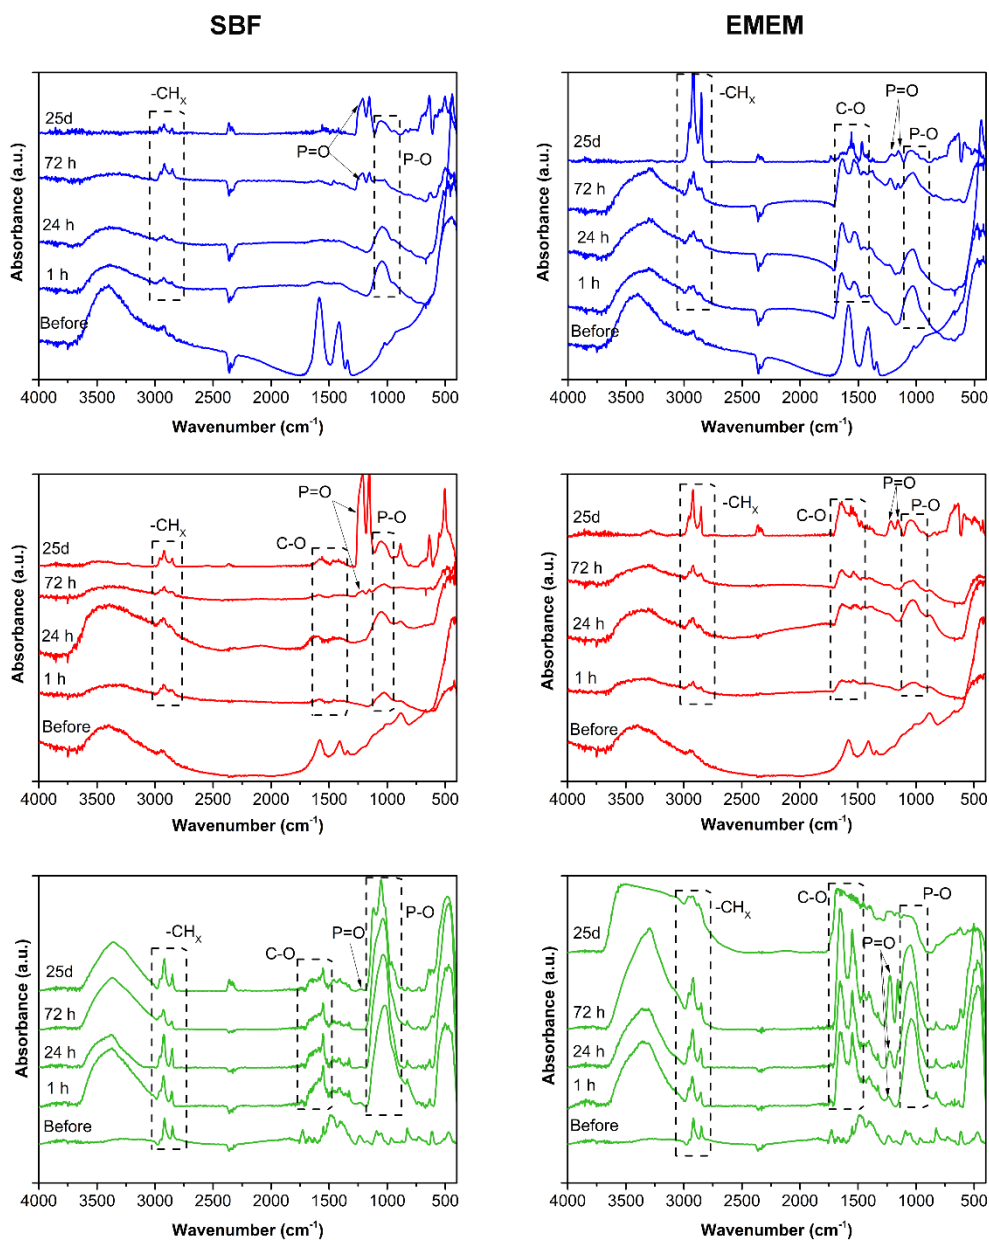 SBF
EMEM
-CHX
25d
P=O
72 h
P-O
24 h
1 h
Before
Absorbance (a.u.)
4000 3500 3000 2500 2000 1500 1000 500
Wavenumber (cm-1)
-CHX
25d
C-O
P=O
P-O
72 h
24 h
1 h
Before
Absorbance (a.u.)
4000 3500 3000 2500 2000 1500 1000 500
Wavenumber (cm-1)
P=O
-CHX
P-O
C-O
25d
72 h
24 h
1 h
Before
Absorbance (a.u.)
4000 3500 3000 2500 2000 1500 1000 500
Wavenumber (cm-1)
P=O
-CHX
P-O
C-O
25d
72 h
24 h
1 h
Before
Absorbance (a.u.)
4000 3500 3000 2500 2000 1500 1000 500
Wavenumber (cm-1)
-CHX
P-O
P=O
C-O
25d
72 h
24 h
1 h
Before
Absorbance (a.u.)
4000 3500 3000 2500 2000 1500 1000 500
Wavenumber (cm-1)
C-O
P-O
-CHX
P=O
25d
72 h
24 h
1 h
Before
Absorbance (a.u.)
4000 3500 3000 2500 2000 1500 1000 500
Wavenumber (cm-1)